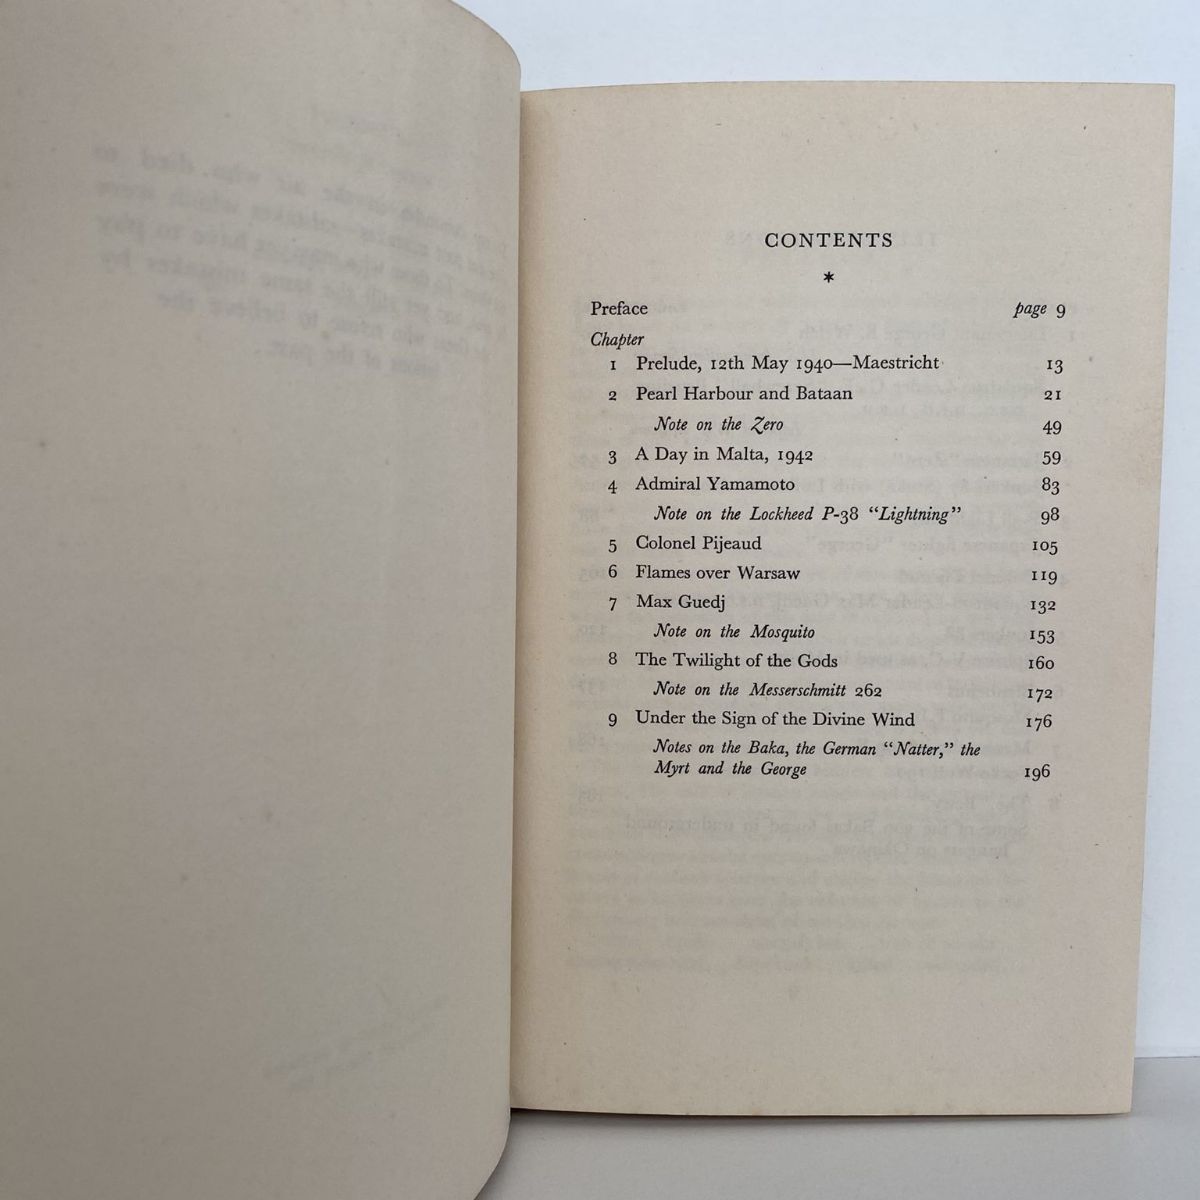 CONTENTS
*
Preface page 9
Chapter
1 Prelude, 12th May 1940—Maestricht 13
2 Pearl Harbour and Bataan 21
Note on the Zero 49
3 A Day in Malta, 1942 59
4 Admiral Yamamoto 83
Note on the Lockheed P-38 "Lightning" 98
5 Colonel Pijeaud 105
6 Flames over Warsaw 119
7 Max Guedj 132
Note on the Mosquito 153
8 The Twilight of the Gods 160
Note on the Messerschmitt 262 172
9 Under the Sign of the Divine Wind 176
Notes on the Baka, the German "Natter," the
Myrt and the George 196